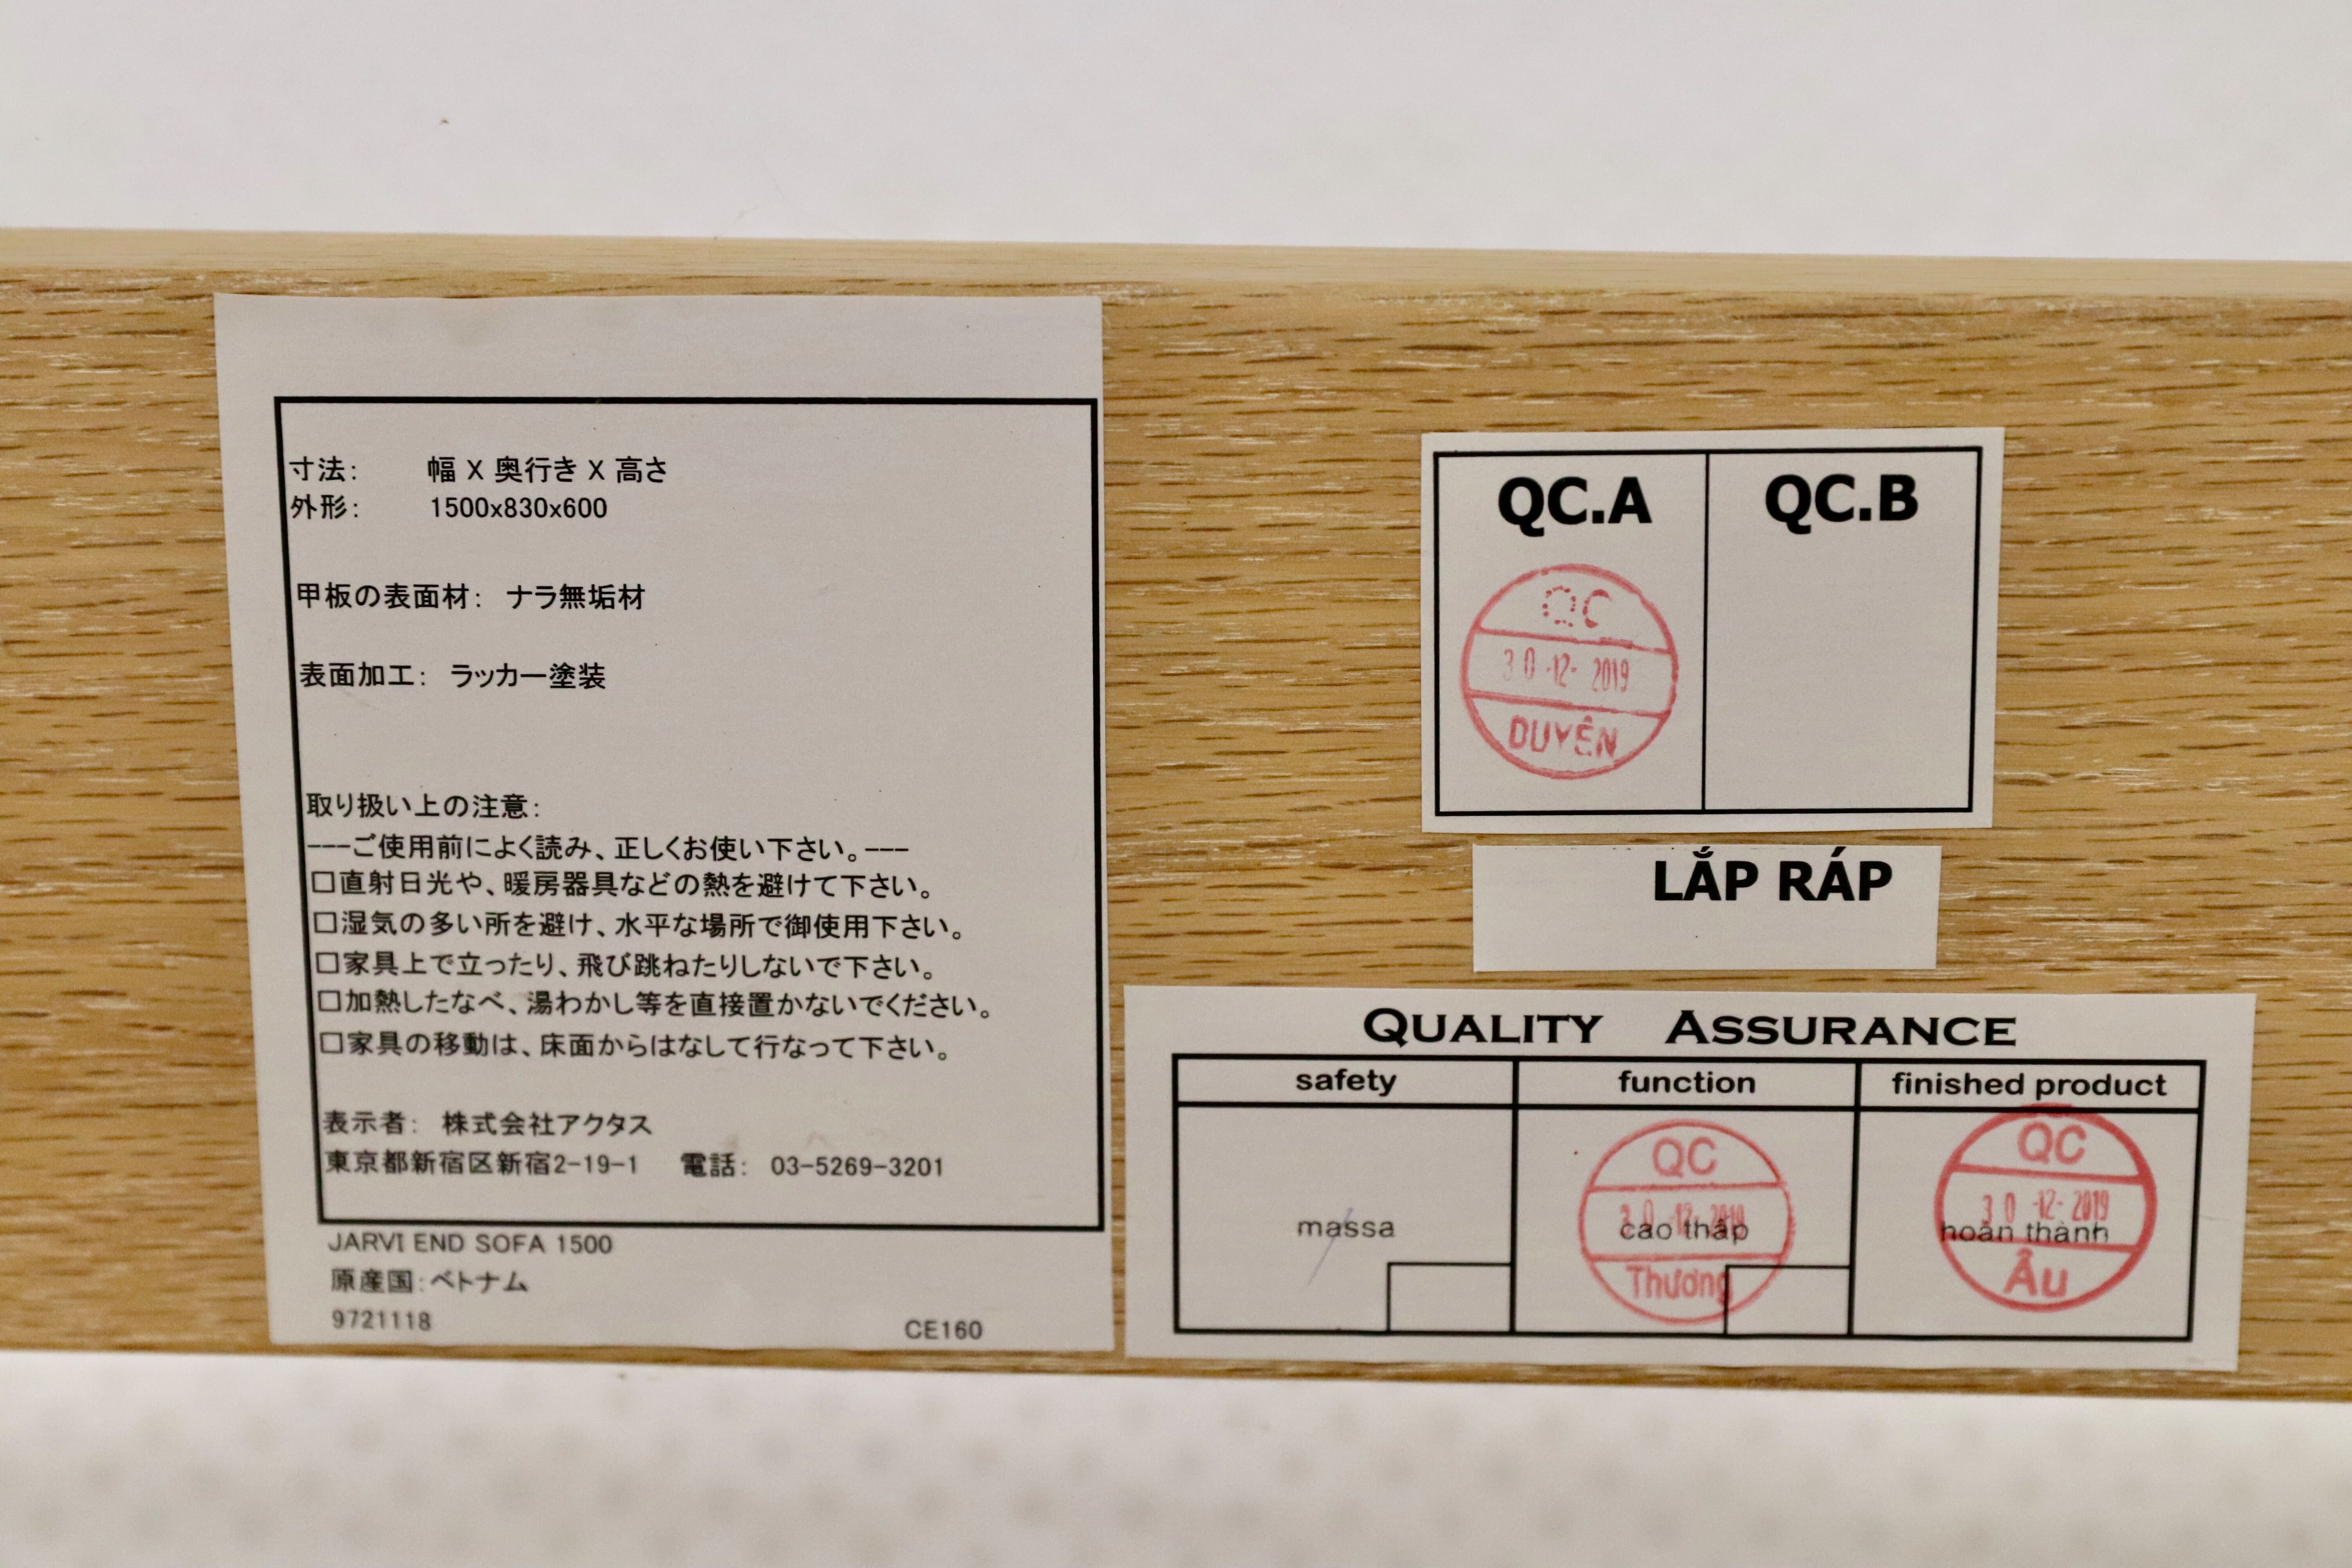 寸法: 幅 X 奥行き X 高さ
外形: 1500x830x600
甲板の表面材: ナラ無垢材
表面加工: ラッカー塗装
取り扱い上の注意:
---ご使用前によく読み、正しくお使い下さい。---
□直射日光や、暖房器具などの熱を避けて下さい。
□湿気の多い所を避け、水平な場所で御使用下さい。
□家具上で立ったり、飛び跳ねたりしないで下さい。
□加熱したなべ、湯わかし等を直接置かないでください。
□家具の移動は、床面からはなして行なって下さい。
表示者: 株式会社アクタス
東京都新宿区新宿2-19-1 電話: 03-5269-3201
JARVI END SOFA 1500
原産国:ベトナム
9721118 CE160
QC.A QC.B
QC
30-12-2019
DUYÊN
LẮP RÁP
QUALITY ASSURANCE
safety function finished product
massa
QC
30-12-2019
cao thấp
Thương
QC
30-12-2019
hoàn thành
Âu